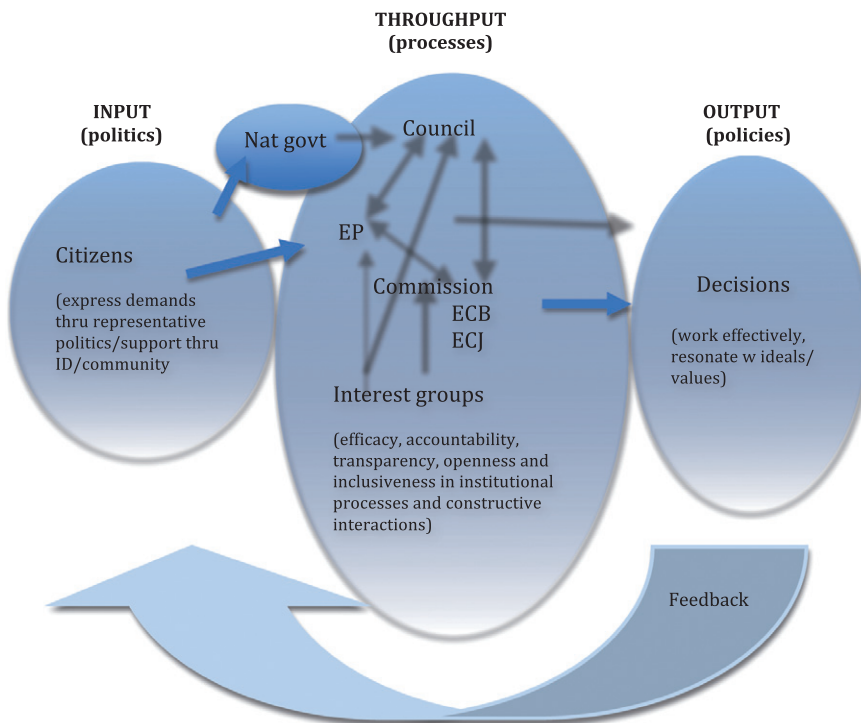 THROUGHPUT
(processes)
INPUT
(politics)
OUTPUT
(policies)
Nat govt
Council
EP
Citizens
(express demands
thru representative
politics/support thru
ID/community
Commission
ECB
ECJ
Decisions
(work effectively,
resonate w ideals/
values)
Interest groups
(efficacy, accountability,
transparency, openness and
inclusiveness in institutional
processes and constructive
interactions)
Feedback